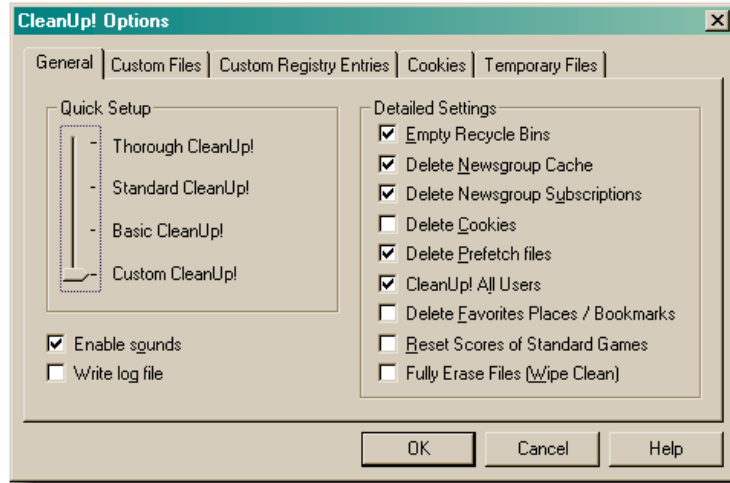 CleanUp! Options
General
Custom Files
Custom Registry Entries
Cookies
Temporary Files
Quick Setup
Thorough CleanUp!
Standard CleanUp!
Basic CleanUp!
Custom CleanUp!
Enable sounds
Write log file
Detailed Settings
Empty Recycle Bins
Delete Newsgroup Cache
Delete Newsgroup Subscriptions
Delete Cookies
Delete Prefetch files
CleanUp! All Users
Delete Favorites Places / Bookmarks
Reset Scores of Standard Games
Fully Erase Files (Wipe Clean)
OK
Cancel
Help